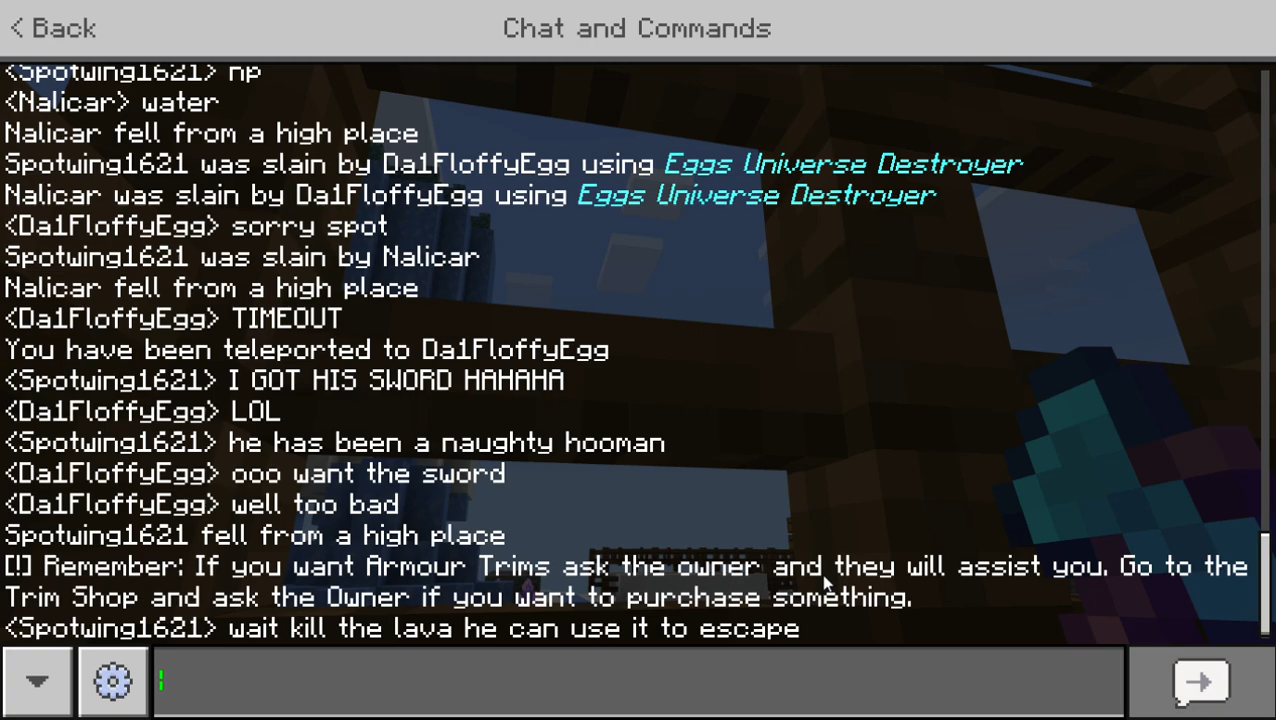 < Back
Chat and Commands
<Spotwing1621> np
<Nalicar> water
Nalicar fell from a high place
Spotwing1621 was slain by Da1FloffyEgg using Eggs Universe Destroyer
Nalicar was slain by Da1FloffyEgg using Eggs Universe Destroyer
<Da1FloffyEgg> sorry spot
Spotwing1621 was slain by Nalicar
Nalicar fell from a high place
<Da1FloffyEgg> TIMEOUT
You have been teleported to Da1FloffyEgg
<Spotwing1621> I GOT HIS SWORD HAHAHA
<Da1FloffyEgg> LOL
<Spotwing1621> he has been a naughty hooman
<Da1FloffyEgg> ooo want the sword
<Da1FloffyEgg> well too bad
Spotwing1621 fell from a high place
[!] Remember: If you want Armour Trims ask the owner and they will assist you. Go to the
Trim Shop and ask the Owner if you want to purchase something.
<Spotwing1621> wait kill the lava he can use it to escape